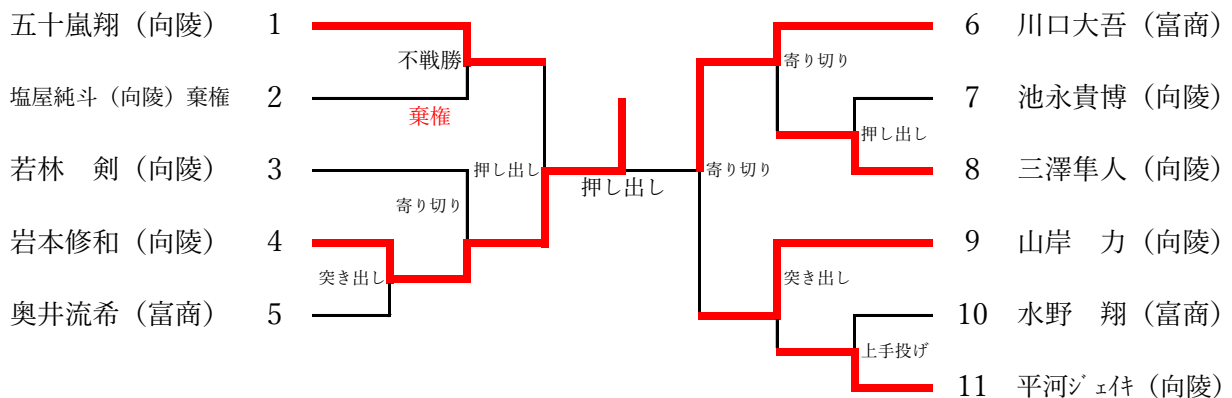 五十嵐翔（向陵） 1
不戦勝
塩屋純斗（向陵）棄権 2
棄権
若林　剣（向陵） 3
押し出し
寄り切り
岩本修和（向陵） 4
突き出し
奥井流希（富商） 5
押し出し
6 川口大吾（富商）
寄り切り
7 池永貴博（向陵）
押し出し
8 三澤隼人（向陵）
寄り切り
9 山岸　力（向陵）
突き出し
10 水野　翔（富商）
上手投げ
11 平河ｼﾞｪｲｷ（向陵）